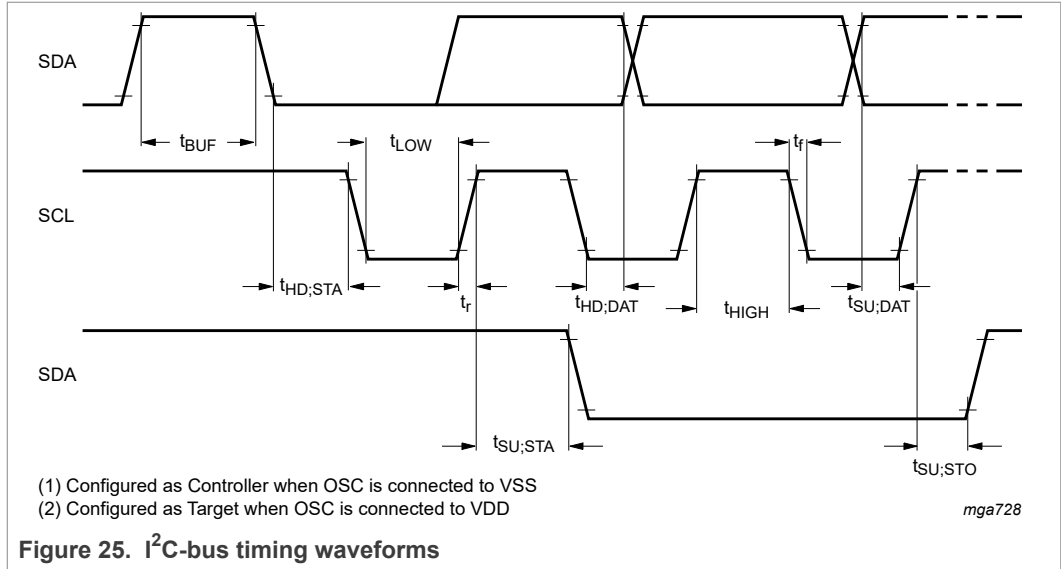 SDA
tBUF
tLOW
tf
SCL
tHD;STA
tr
tHD;DAT
tHIGH
tSU;DAT
SDA
tSU;STA
tSU;STO
(1) Configured as Controller when OSC is connected to VSS
(2) Configured as Target when OSC is connected to VDD
mga728
Figure 25. I²C-bus timing waveforms